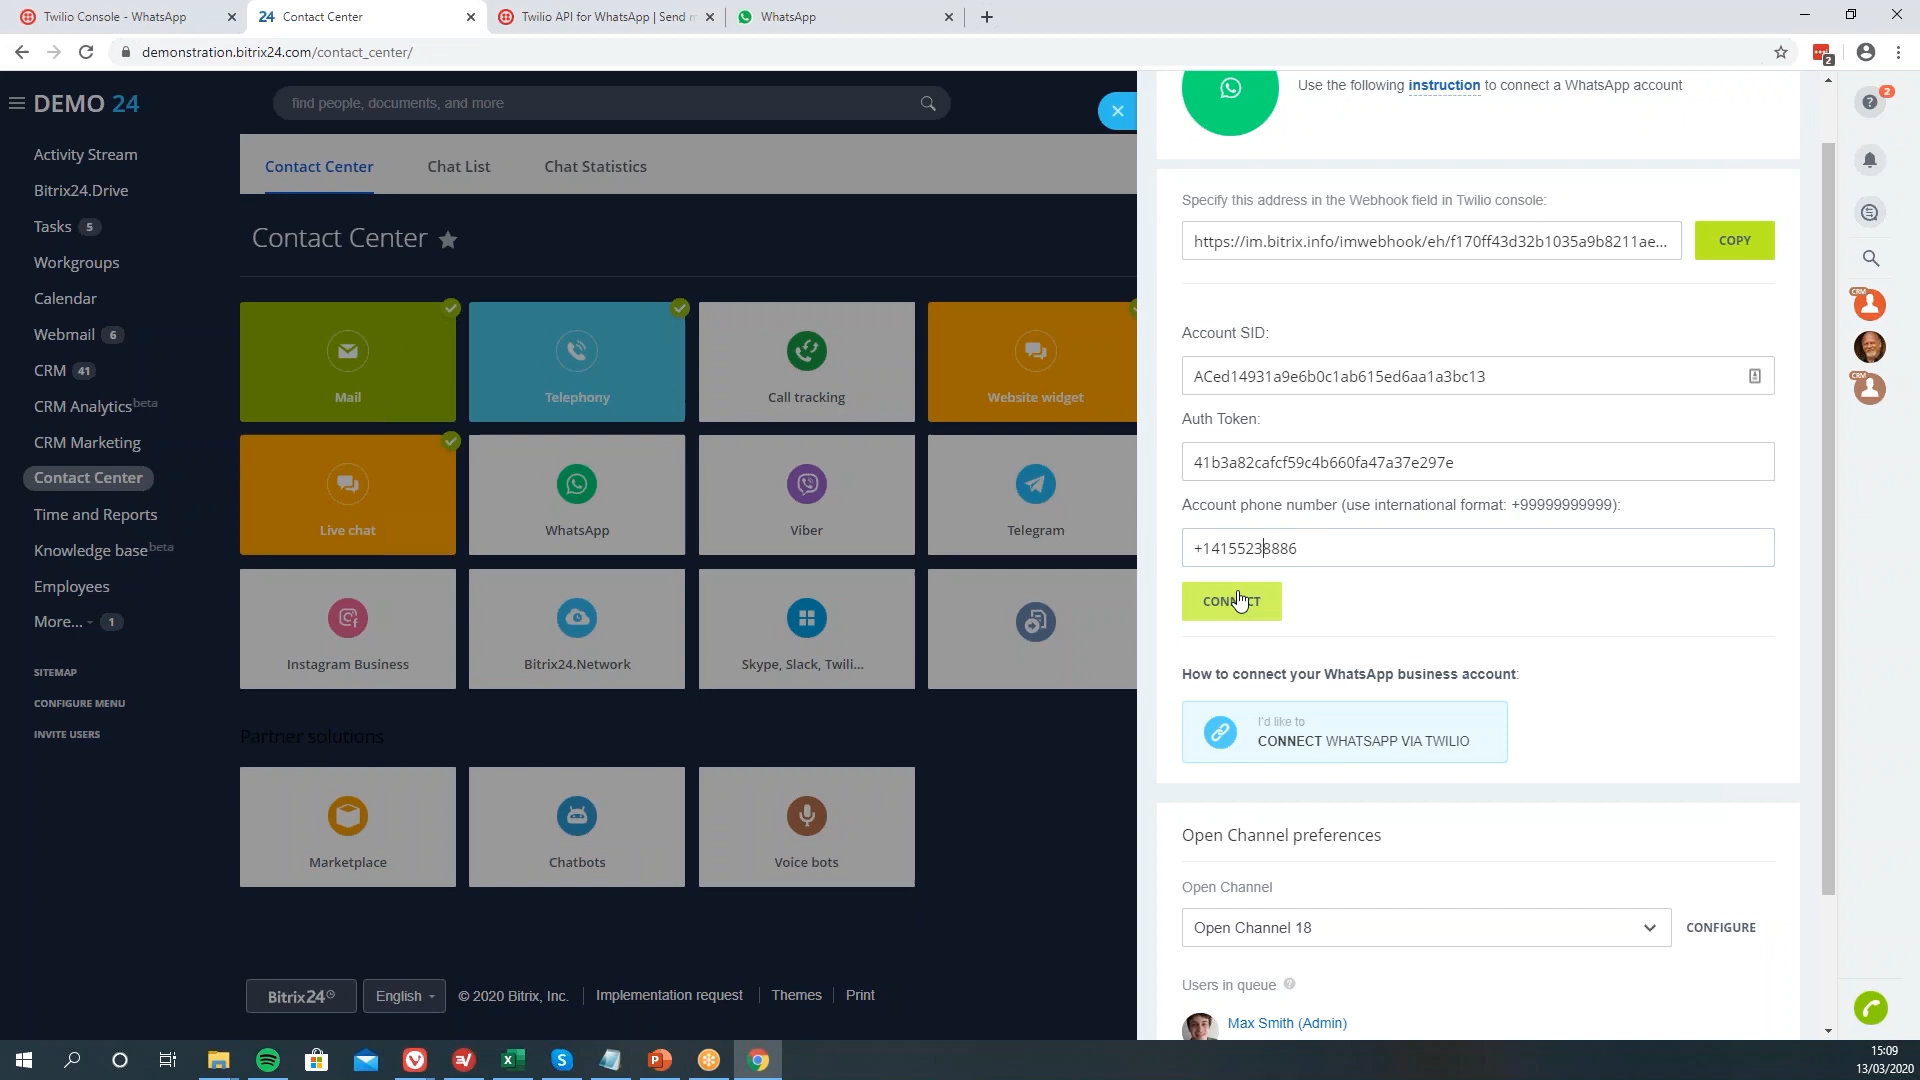 Twilio Console - WhatsApp
24 Contact Center
Twilio API for WhatsApp | Send m
WhatsApp
demonstration.bitrix24.com/contact_center/
2
DEMO 24
find people, documents, and more
Activity Stream
Bitrix24.Drive
Tasks 5
Workgroups
Calendar
Webmail 6
CRM 41
CRM Analytics beta
CRM Marketing
Contact Center
Time and Reports
Knowledge base beta
Employees
More... 1
SITEMAP
CONFIGURE MENU
INVITE USERS
Contact Center
Chat List
Chat Statistics
Contact Center
Mail
Telephony
Call tracking
Website widget
Live chat
WhatsApp
Viber
Telegram
Instagram Business
Bitrix24.Network
Skype, Slack, Twili...
Partner solutions
Marketplace
Chatbots
Voice bots
Bitrix24
English
© 2020 Bitrix, Inc.
Implementation request
Themes
Print
Use the following instruction to connect a WhatsApp account
Specify this address in the Webhook field in Twilio console:
https://im.bitrix.info/imwebhook/eh/f170ff43d32b1035a9b8211ae...
COPY
Account SID:
ACed14931a9e6b0c1ab615ed6aa1a3bc13
Auth Token:
41b3a82cafcf59c4b660fa47a37e297e
Account phone number (use international format: +99999999999):
+14155238886
CONNECT
How to connect your WhatsApp business account:
I'd like to
CONNECT WHATSAPP VIA TWILIO
Open Channel preferences
Open Channel
Open Channel 18
CONFIGURE
Users in queue
Max Smith (Admin)
2
CRM
CRM
15:09
13/03/2020